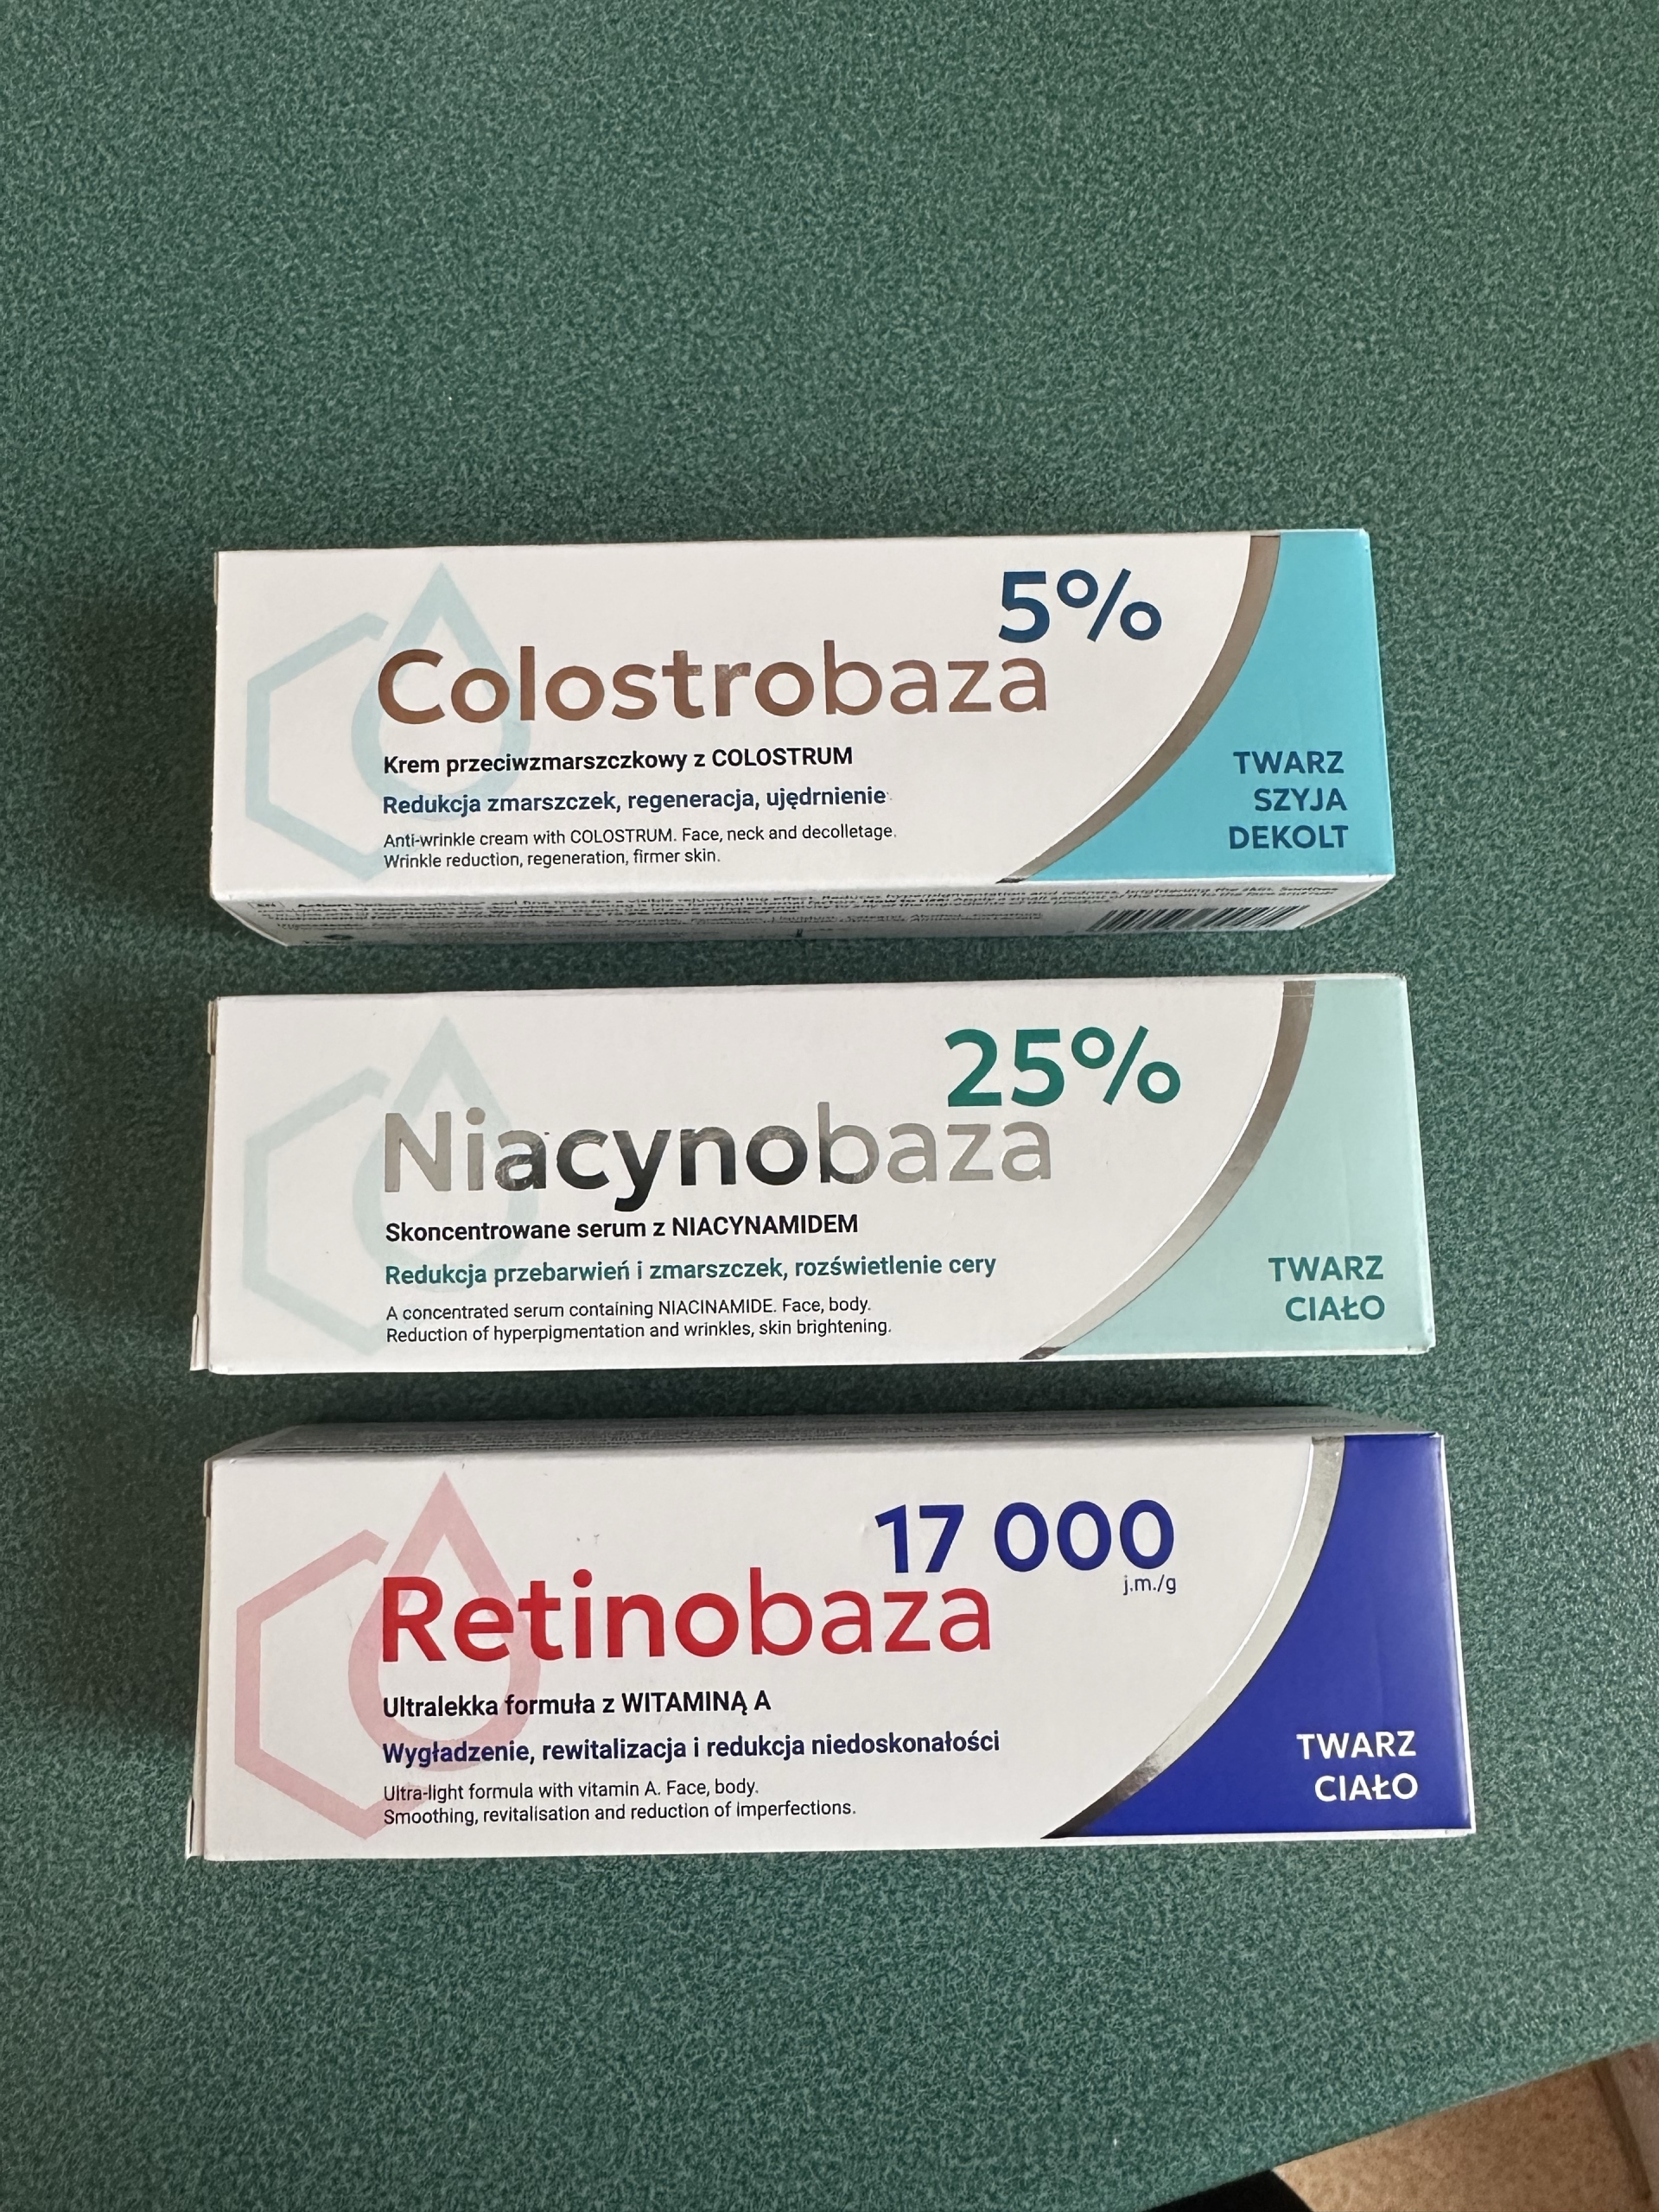 5%
Colostrobaza
Krem przeciwzmarszczkowy z COLOSTRUM
Redukcja zmarszczek, regeneracja, ujędrnienie
Anti-wrinkle cream with COLOSTRUM. Face, neck and decolletage.
Wrinkle reduction, regeneration, firmer skin.
TWARZ
SZYJA
DEKOLT
25%
Niacynobaza
Skoncentrowane serum z NIACYNAMIDEM
Redukcja przebarwień i zmarszczek, rozświetlenie cery
A concentrated serum containing NIACINAMIDE. Face, body.
Reduction of hyperpigmentation and wrinkles, skin brightening.
TWARZ
CIAŁO
17 000
j.m./g
Retinobaza
Ultralekka formuła z WITAMINĄ A
Wygładzenie, rewitalizacja i redukcja niedoskonałości
Ultra-light formula with vitamin A. Face, body.
Smoothing, revitalisation and reduction of imperfections.
TWARZ
CIAŁO